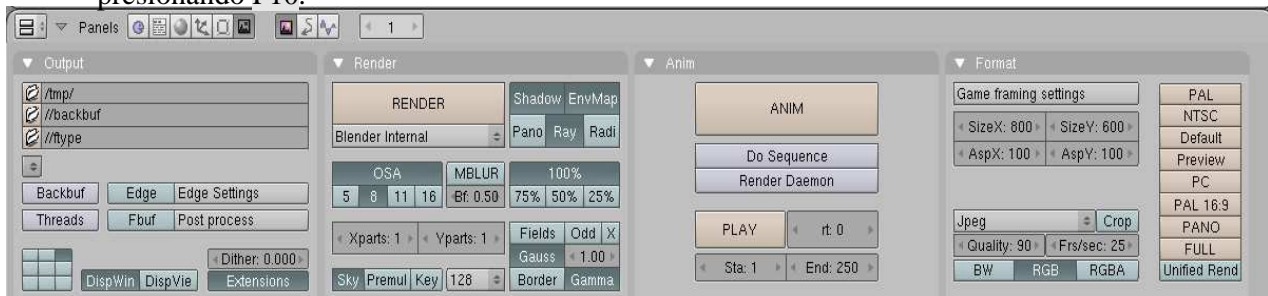 presionando F10.
Panels 1
Output
/tmp/
//backbuf
//ftype
Backbuf Edge Edge Settings
Threads Fbuf Post process
Dither: 0.000
DispWin DispVie Extensions
Render
RENDER
Shadow EnvMap
Blender Internal
Pano Ray Radi
OSA MBLUR 100%
5 8 11 16 Bf: 0.50 75% 50% 25%
Xparts: 1 Yparts: 1 Fields Odd X
Gauss 1.00
Sky Premul Key 128 Border Gamma
Anim
ANIM
Do Sequence
Render Daemon
PLAY rt: 0
Sta: 1 End: 250
Format
Game framing settings
SizeX: 800 SizeY: 600
AspX: 100 AspY: 100
Jpeg Crop
Quality: 90 Frs/sec: 25
BW RGB RGBA
PAL
NTSC
Default
Preview
PC
PAL 16:9
PANO
FULL
Unified Rend